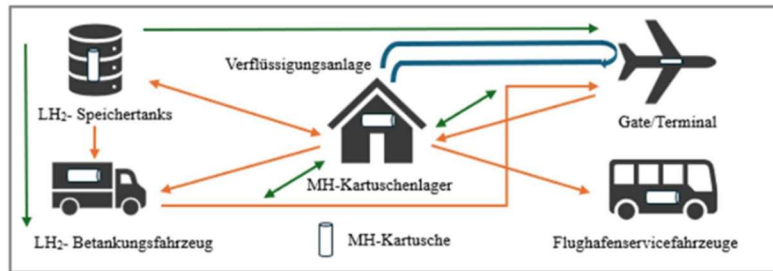 Verflüssigungsanlage
LH2- Speichertanks
Gate/Terminal
MH-Kartuschenlager
LH2- Betankungsfahrzeug
MH-Kartusche
Flughafenservicefahrzeuge